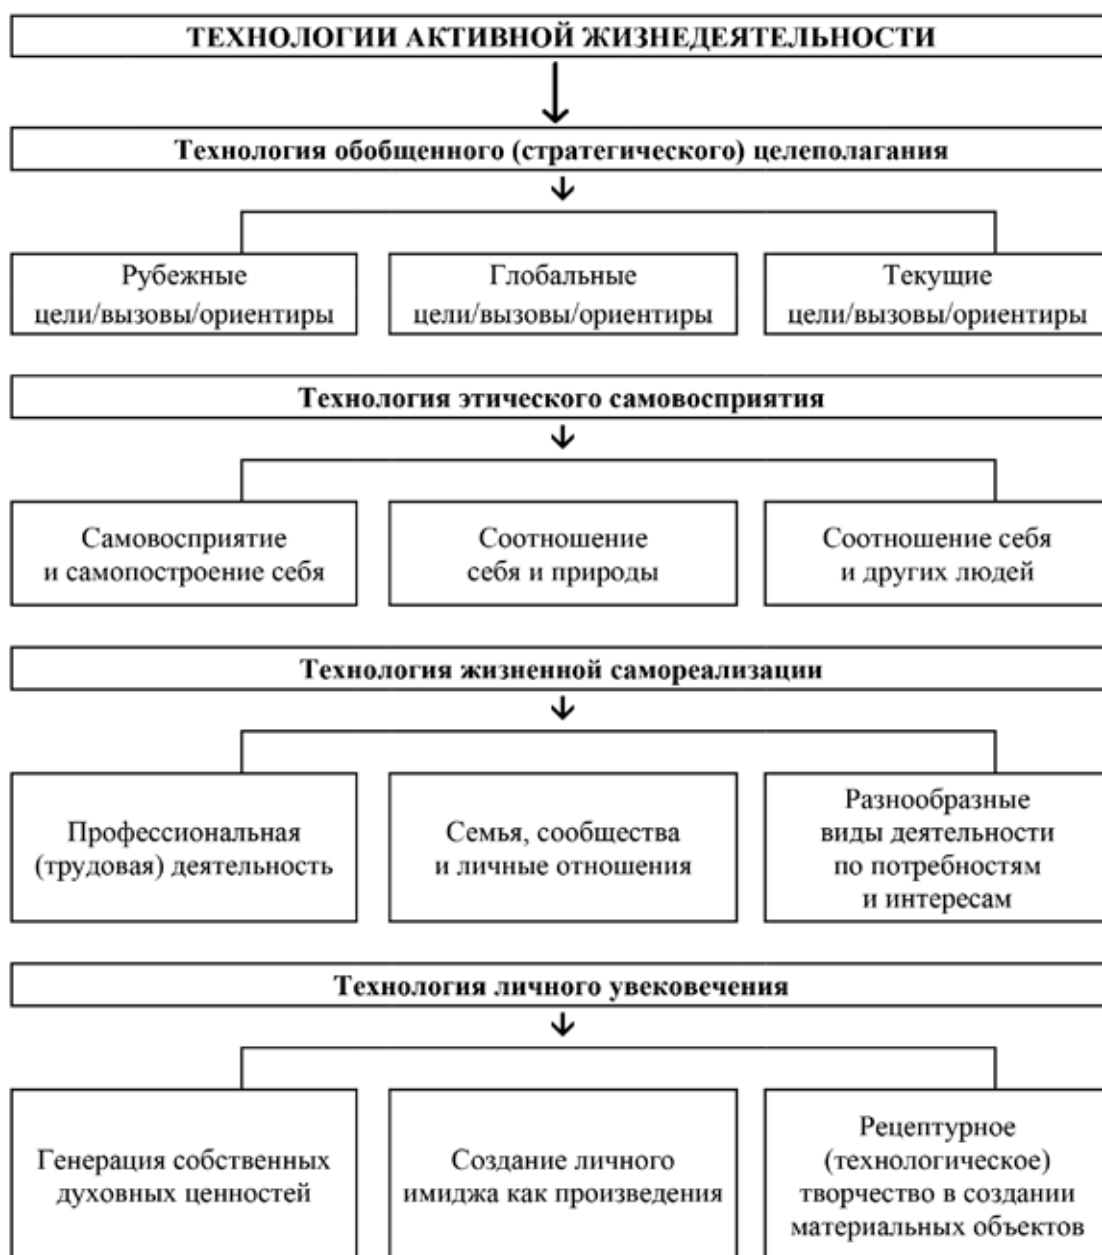 ТЕХНОЛОГИИ АКТИВНОЙ ЖИЗНЕДЕЯТЕЛЬНОСТИ
Технология обобщенного (стратегического) целеполагания
Рубежные
цели/вызовы/ориентиры
Глобальные
цели/вызовы/ориентиры
Текущие
цели/вызовы/ориентиры
Технология этического самовосприятия
Самовосприятие
и самопостроение себя
Соотношение
себя и природы
Соотношение себя
и других людей
Технология жизненной самореализации
Профессиональная
(трудовая) деятельность
Семья, сообщества
и личные отношения
Разнообразные
виды деятельности
по потребностям
и интересам
Технология личного увековечения
Генерация собственных
духовных ценностей
Создание личного
имиджа как произведения
Рецептурное
(технологическое)
творчество в создании
материальных объектов